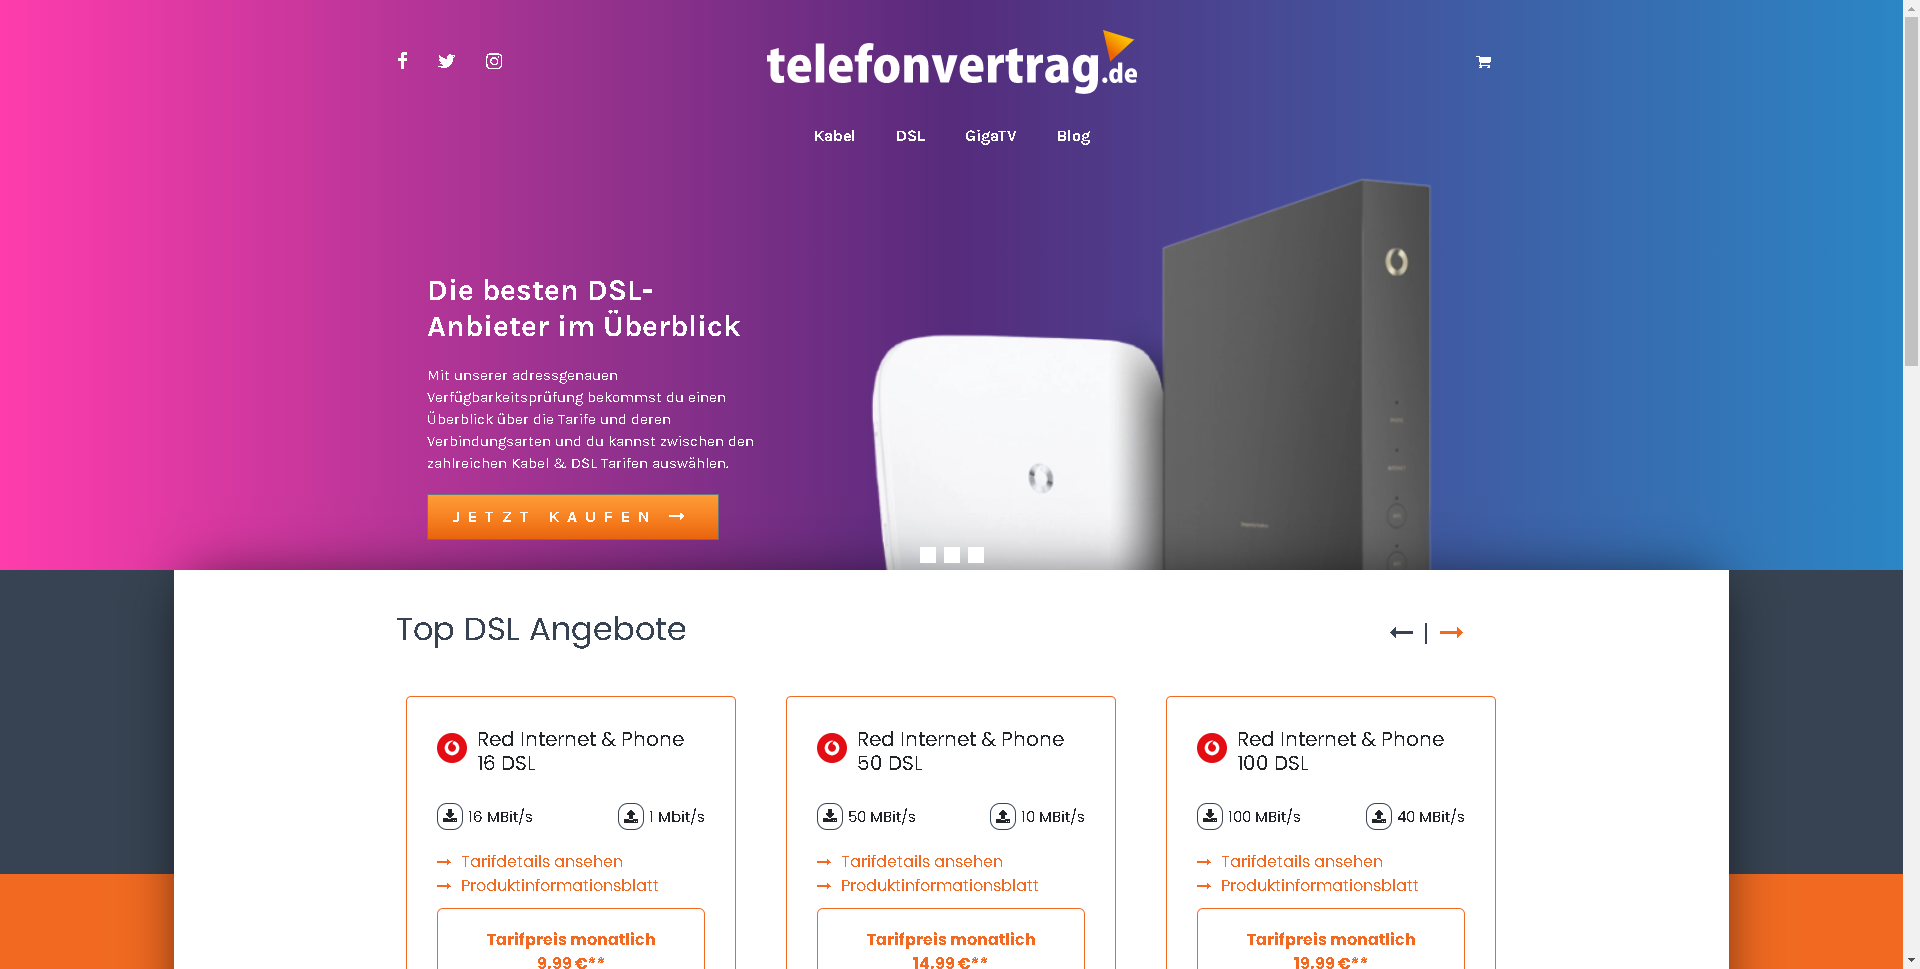 telefonvertrag.de
Kabel DSL GigaTV Blog
Die besten DSL-
Anbieter im Überblick
Mit unserer adressgenauen
Verfügbarkeitsprüfung bekommst du einen
Überblick über die Tarife und deren
Verbindungsarten und du kannst zwischen den
zahlreichen Kabel & DSL Tarifen auswählen.
JETZT KAUFEN
Top DSL Angebote
Red Internet & Phone
16 DSL
16 MBit/s 1 Mbit/s
Tarifdetails ansehen
Produktinformationsblatt
Tarifpreis monatlich
9.99 €**
Red Internet & Phone
50 DSL
50 MBit/s 10 MBit/s
Tarifdetails ansehen
Produktinformationsblatt
Tarifpreis monatlich
14.99 €**
Red Internet & Phone
100 DSL
100 MBit/s 40 MBit/s
Tarifdetails ansehen
Produktinformationsblatt
Tarifpreis monatlich
19.99 €**